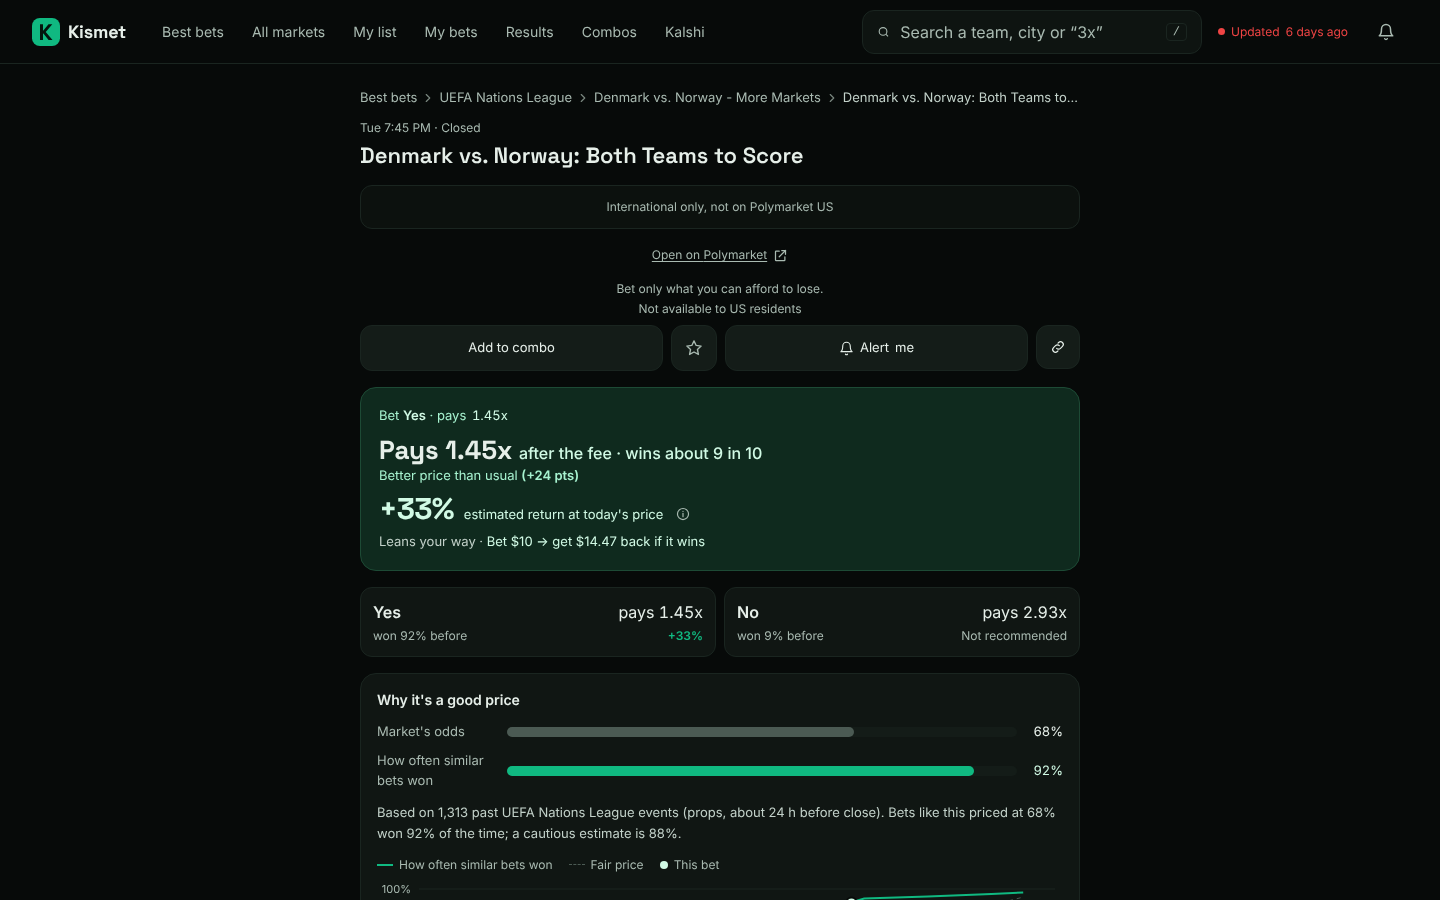 K Kismet Best bets All markets My list My bets Results Combos Kalshi Search a team, city or “3x” / Updated 6 days ago
Best bets > UEFA Nations League > Denmark vs. Norway - More Markets > Denmark vs. Norway: Both Teams to...
Tue 7:45 PM · Closed
Denmark vs. Norway: Both Teams to Score
International only, not on Polymarket US
Open on Polymarket
Bet only what you can afford to lose.
Not available to US residents
Add to combo Alert me
Bet Yes · pays 1.45x
Pays 1.45x after the fee · wins about 9 in 10
Better price than usual (+24 pts)
+33% estimated return at today's price
Leans your way · Bet $10 → get $14.47 back if it wins
Yes pays 1.45x No pays 2.93x
won 92% before +33% won 9% before Not recommended
Why it's a good price
Market's odds 68%
How often similar
bets won 92%
Based on 1,313 past UEFA Nations League events (props, about 24 h before close). Bets like this priced at 68%
won 92% of the time; a cautious estimate is 88%.
How often similar bets won Fair price This bet
100%